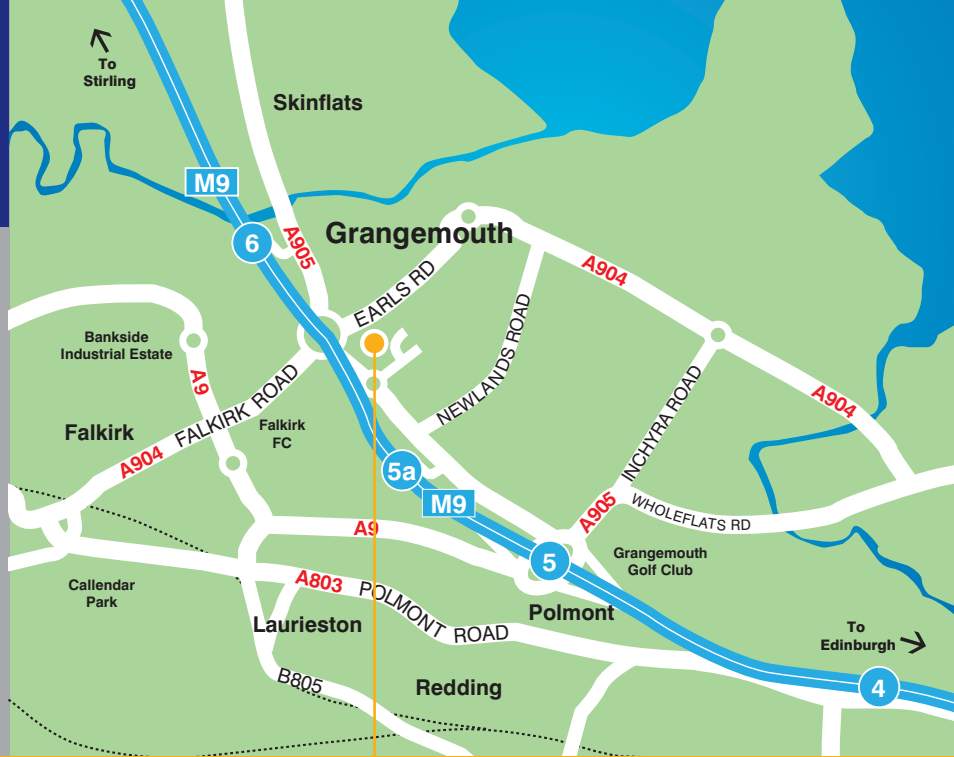 To
Stirling
Skinflats
M9
6
A905
Grangemouth
EARLS RD
A904
NEWLANDS ROAD
Bankside
Industrial Estate
A9
FALKIRK ROAD
A904
Falkirk
Falkirk
FC
INCHYRA ROAD
A904
5a
M9
A905
WHOLEFLATS RD
A9
5
Grangemouth
Golf Club
Callendar
Park
A803
POLMONT ROAD
Polmont
Laurieston
To
Edinburgh
B805
Redding
4